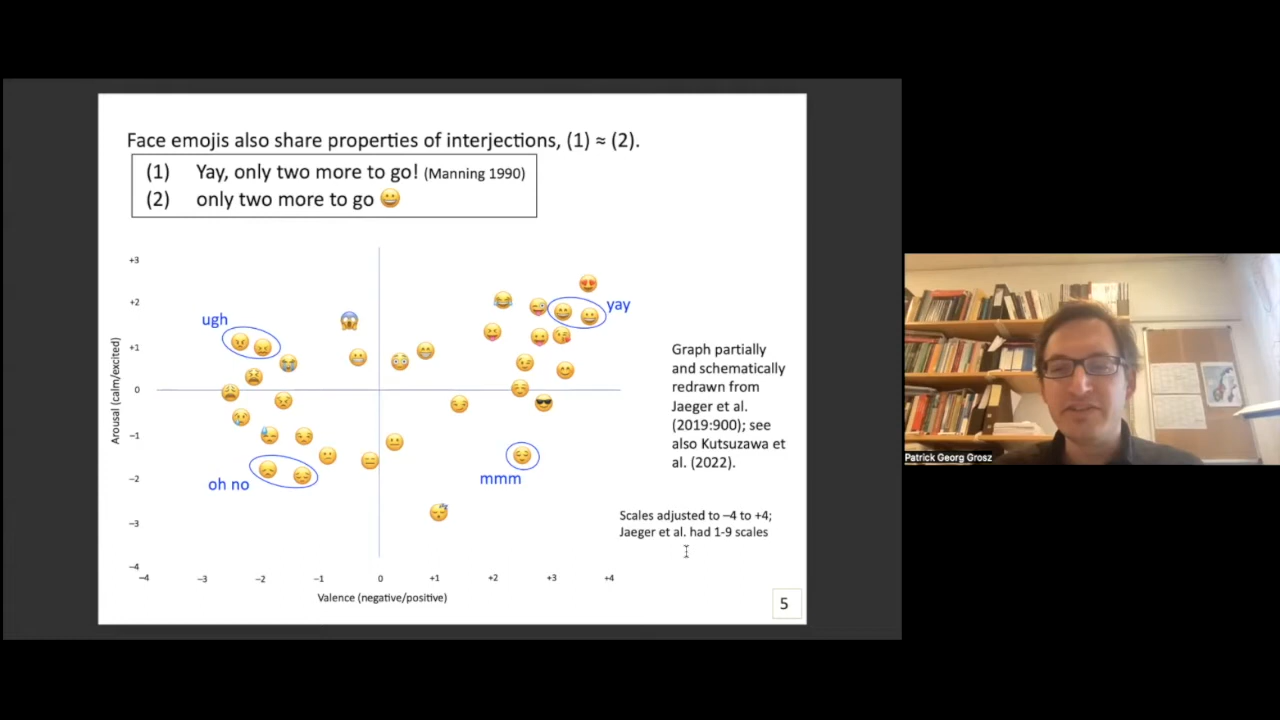 Face emojis also share properties of interjections, (1) ≈ (2).
(1) Yay, only two more to go! (Manning 1990)
(2) only two more to go 😀
+3
+2
+1
0
−1
−2
−3
−4
Arousal (calm/excited)
ugh
yay
oh no
mmm
−4 −3 −2 −1 0 +1 +2 +3 +4
Valence (negative/positive)
Graph partially
and schematically
redrawn from
Jaeger et al.
(2019:900); see
also Kutsuzawa et
al. (2022).
Scales adjusted to –4 to +4;
Jaeger et al. had 1-9 scales
5
Patrick Georg Grosz